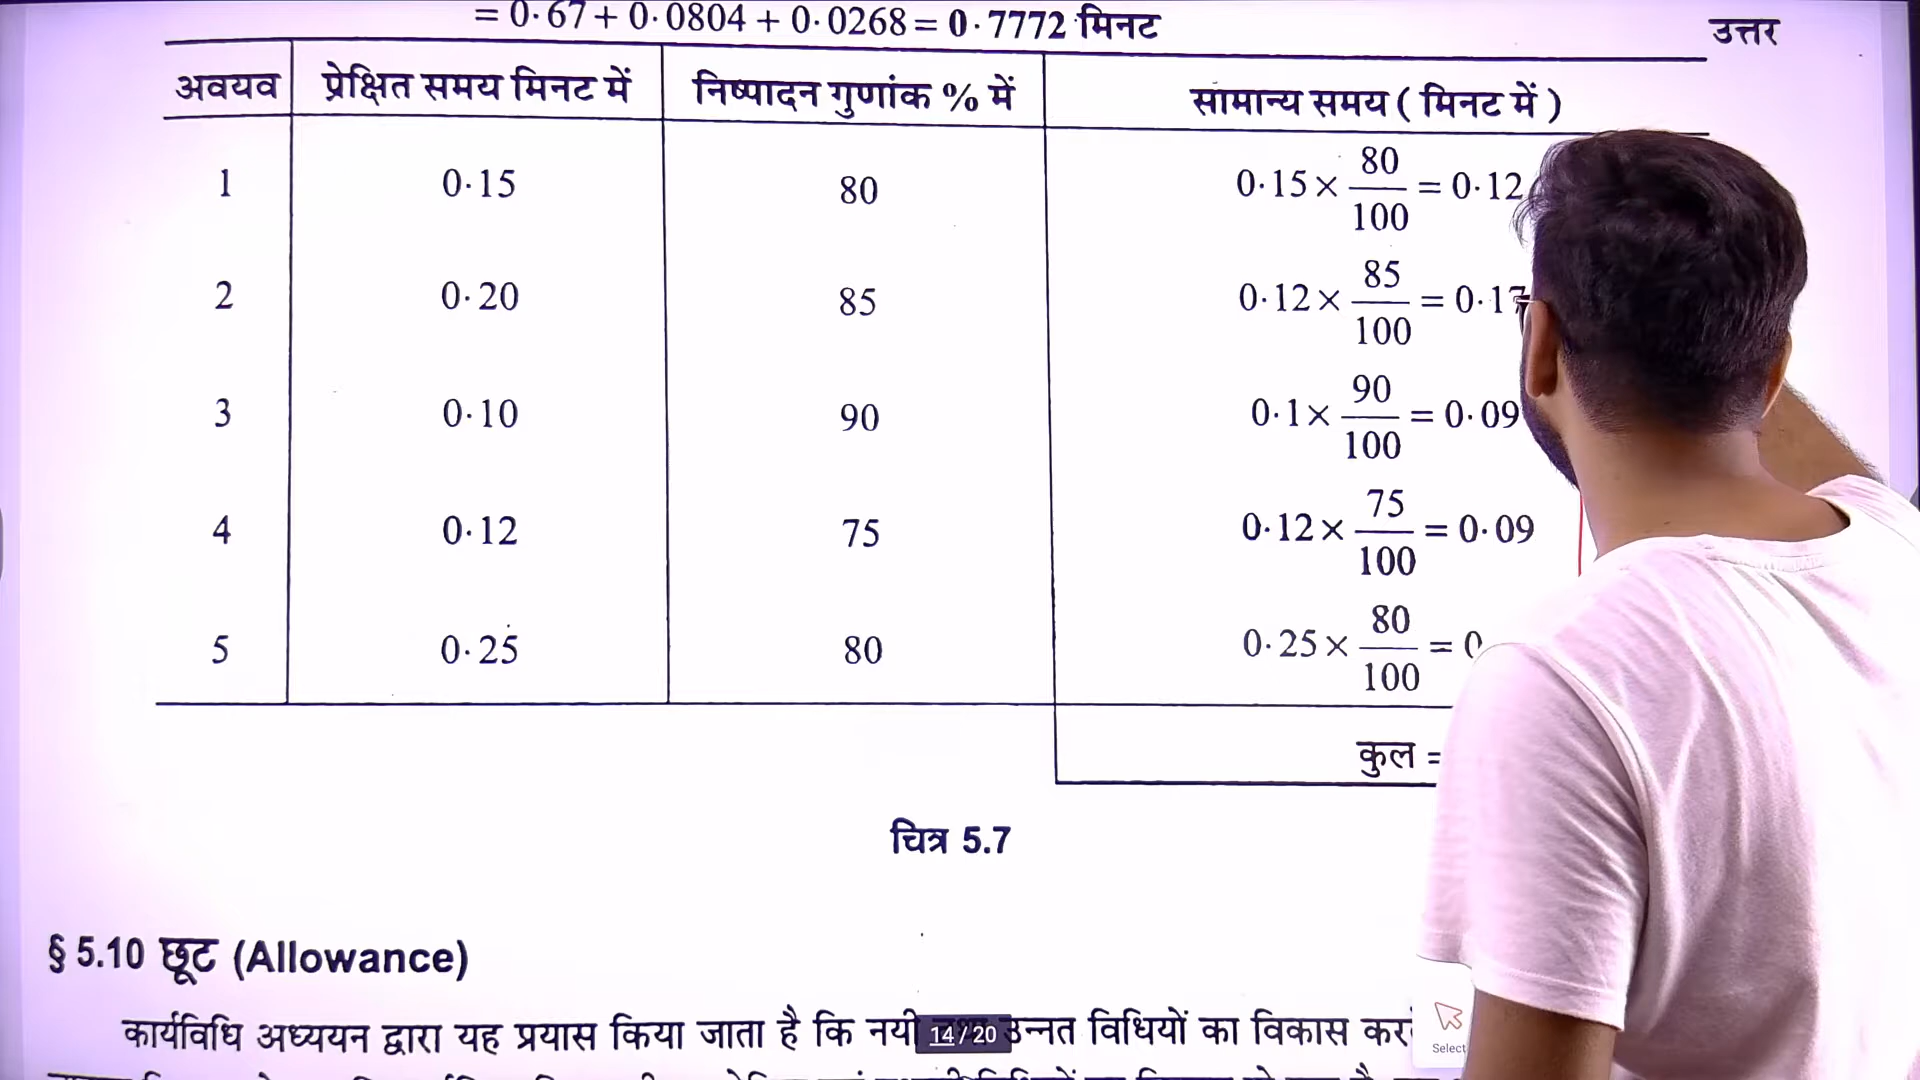 = 0·67 + 0·0804 + 0·0268 = 0·7772 मिनट उत्तर
अवयव प्रेक्षित समय मिनट में निष्पादन गुणांक % में सामान्य समय ( मिनट में )
1 0·15 80 0·15 × 80/100 = 0·12
2 0·20 85 0·12 × 85/100 = 0·17
3 0·10 90 0·1 × 90/100 = 0·09
4 0·12 75 0·12 × 75/100 = 0·09
5 0·25 80 0·25 × 80/100 =
कुल =
चित्र 5.7
§ 5.10 छूट (Allowance)
कार्यविधि अध्ययन द्वारा यह प्रयास किया जाता है कि नयी उन्नत विधियों का विकास
14 / 20
Select